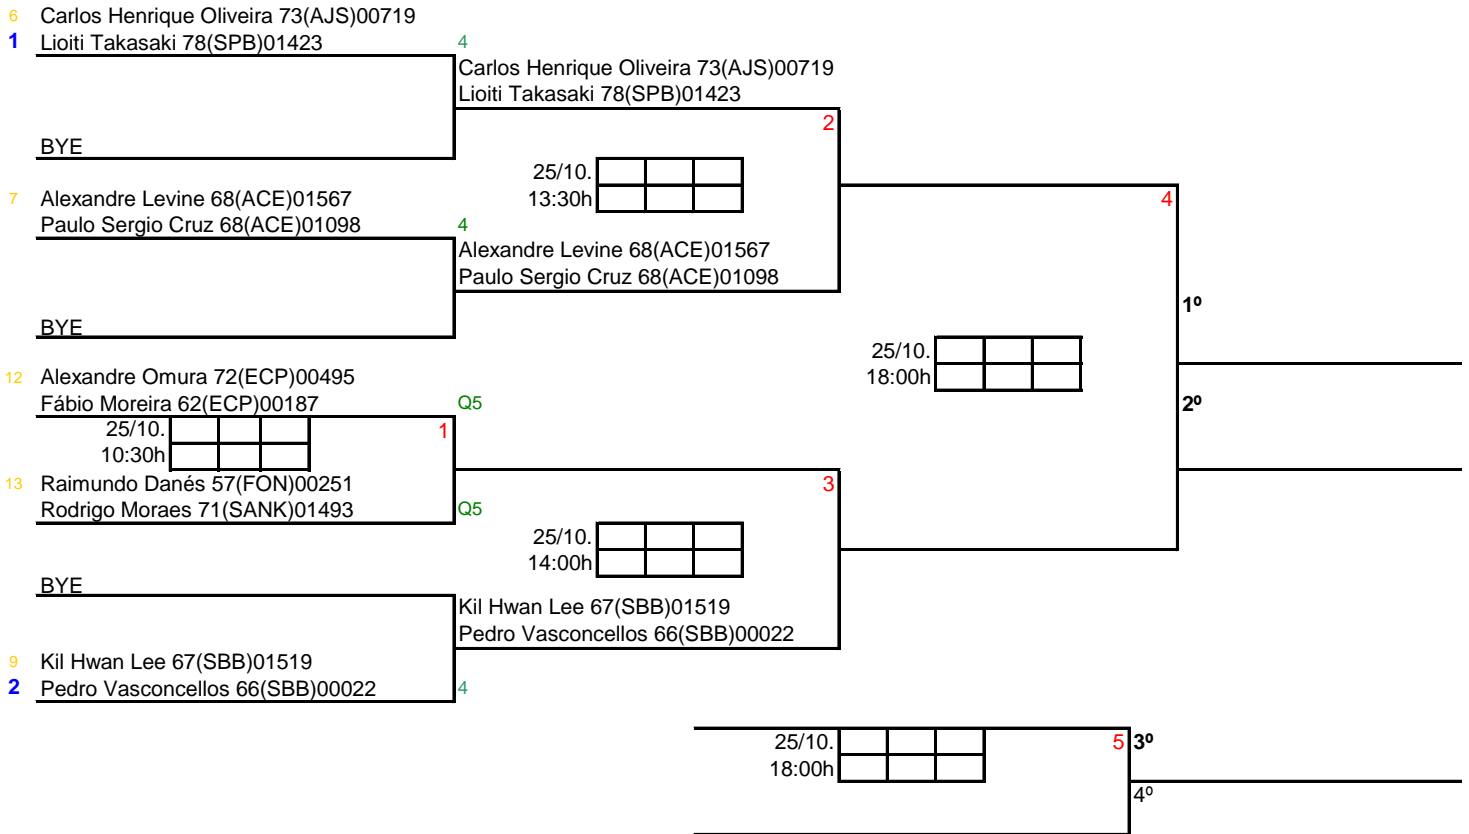 6 Carlos Henrique Oliveira 73(AJS)00719
1 Lioiti Takasaki 78(SPB)01423
4
Carlos Henrique Oliveira 73(AJS)00719
Lioiti Takasaki 78(SPB)01423
2
BYE
25/10.
13:30h
7 Alexandre Levine 68(ACE)01567
Paulo Sergio Cruz 68(ACE)01098
4
4
Alexandre Levine 68(ACE)01567
Paulo Sergio Cruz 68(ACE)01098
1º
BYE
25/10.
18:00h
12 Alexandre Omura 72(ECP)00495
Fábio Moreira 62(ECP)00187
Q5
2º
25/10.
10:30h
1
13 Raimundo Danés 57(FON)00251
Rodrigo Moraes 71(SANK)01493
Q5
3
25/10.
14:00h
BYE
Kil Hwan Lee 67(SBB)01519
Pedro Vasconcellos 66(SBB)00022
9 Kil Hwan Lee 67(SBB)01519
2 Pedro Vasconcellos 66(SBB)00022
4
25/10.
18:00h
5 3º
4º